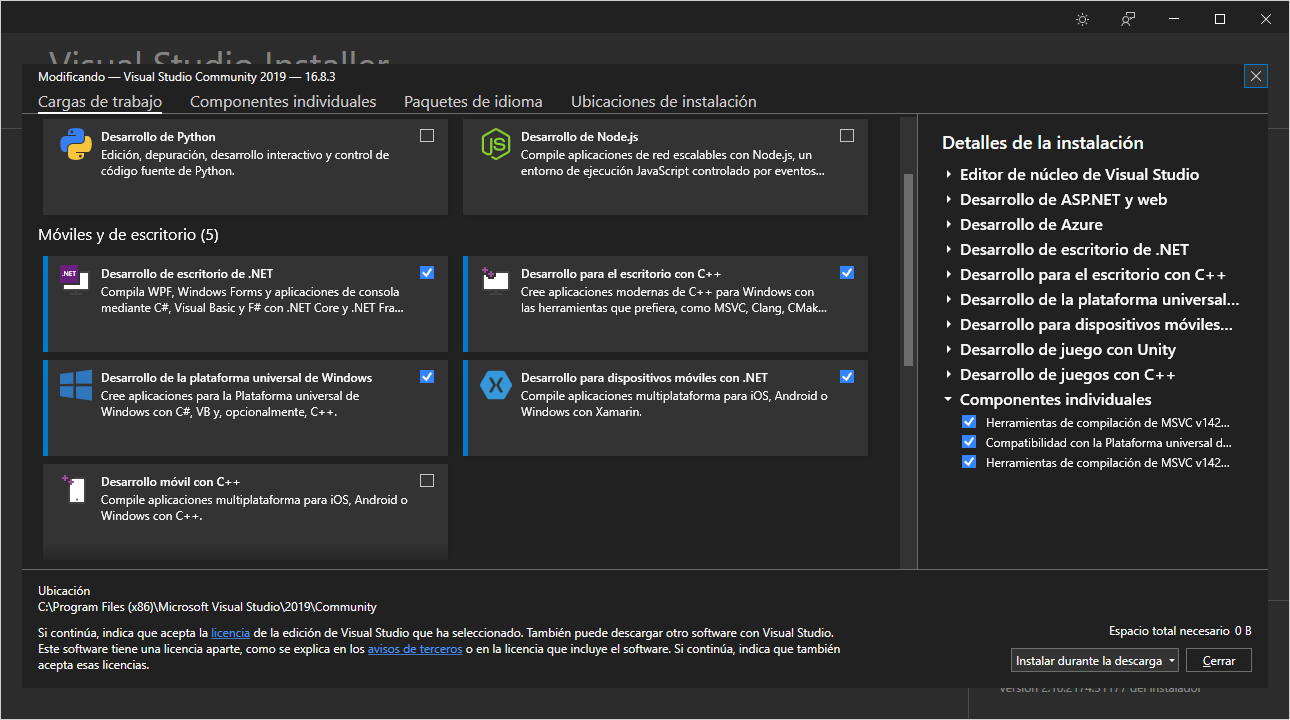 Visual Studio Installer
Modificando — Visual Studio Community 2019 — 16.8.3
Cargas de trabajo Componentes individuales Paquetes de idioma Ubicaciones de instalación
Desarrollo de Python
Edición, depuración, desarrollo interactivo y control de
código fuente de Python.
JS
Desarrollo de Node.js
Compile aplicaciones de red escalables con Node.js, un
entorno de ejecución JavaScript controlado por eventos...
Móviles y de escritorio (5)
.NET
Desarrollo de escritorio de .NET
Compila WPF, Windows Forms y aplicaciones de consola
mediante C#, Visual Basic y F# con .NET Core y .NET Fra...
Desarrollo para el escritorio con C++
Cree aplicaciones modernas de C++ para Windows con
las herramientas que prefiera, como MSVC, Clang, CMak...
Desarrollo de la plataforma universal de Windows
Cree aplicaciones para la Plataforma universal de
Windows con C#, VB y, opcionalmente, C++.
Desarrollo para dispositivos móviles con .NET
Compile aplicaciones multiplataforma para iOS, Android o
Windows con Xamarin.
Desarrollo móvil con C++
Compile aplicaciones multiplataforma para iOS, Android o
Windows con C++.
Detalles de la instalación
Editor de núcleo de Visual Studio
Desarrollo de ASP.NET y web
Desarrollo de Azure
Desarrollo de escritorio de .NET
Desarrollo para el escritorio con C++
Desarrollo de la plataforma universal...
Desarrollo para dispositivos móviles...
Desarrollo de juego con Unity
Desarrollo de juegos con C++
Componentes individuales
Herramientas de compilación de MSVC v142...
Compatibilidad con la Plataforma universal d...
Herramientas de compilación de MSVC v142...
Ubicación
C:\Program Files (x86)\Microsoft Visual Studio\2019\Community
Si continúa, indica que acepta la licencia de la edición de Visual Studio que ha seleccionado. También puede descargar otro software con Visual Studio.
Este software tiene una licencia aparte, como se explica en los avisos de terceros o en la licencia que incluye el software. Si continúa, indica que también
acepta esas licencias.
Espacio total necesario 0 B
Instalar durante la descarga Cerrar
Versión 2.10.2174.31177 del instalador